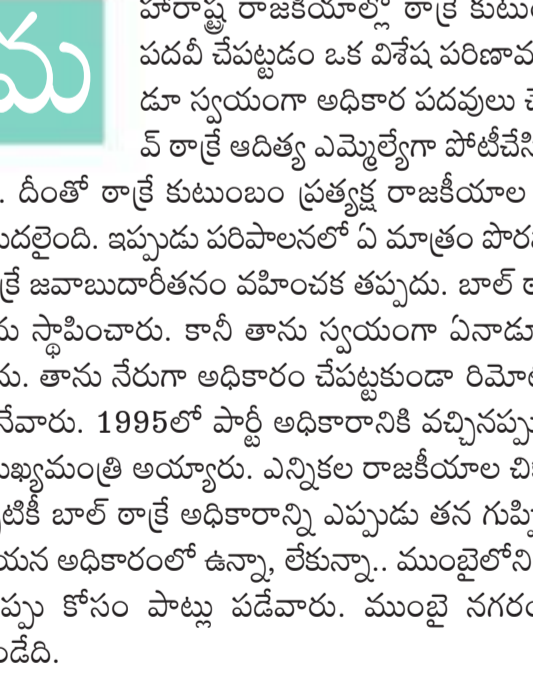 మ
హారాష్ట్ర రాజకీయాల్లో ఠాక్రే కుటుం
పదవీ చేపట్టడం ఒక విశేష పరిణామ
డూ స్వయంగా అధికార పదవులు చే
వ్ ఠాక్రే ఆదిత్య ఎమ్మెల్యేగా పోటీచేసి
. దీంతో ఠాక్రే కుటుంబం ప్రత్యక్ష రాజకీయాల
మదలైంది. ఇప్పుడు పరిపాలనలో ఏ మాత్రం పొర
క్రే జవాబుదారీతనం వహించక తప్పదు. బాల్ ఠ
ను స్థాపించారు. కానీ తాను స్వయంగా ఏనాడూ
ను. తాను నేరుగా అధికారం చేపట్టకుండా రిమో
నేవారు. 1995లో పార్టీ అధికారానికి వచ్చినప్పు
ముఖ్యమంత్రి అయ్యారు. ఎన్నికల రాజకీయాల చి
టికీ బాల్ ఠాక్రే అధికారాన్ని ఎప్పుడు తన గుప్పి
యన అధికారంలో ఉన్నా, లేకున్నా.. ముంబైలోని
ప్పు కోసం పాట్లు పడేవారు. ముంబై నగరం
ండేది.